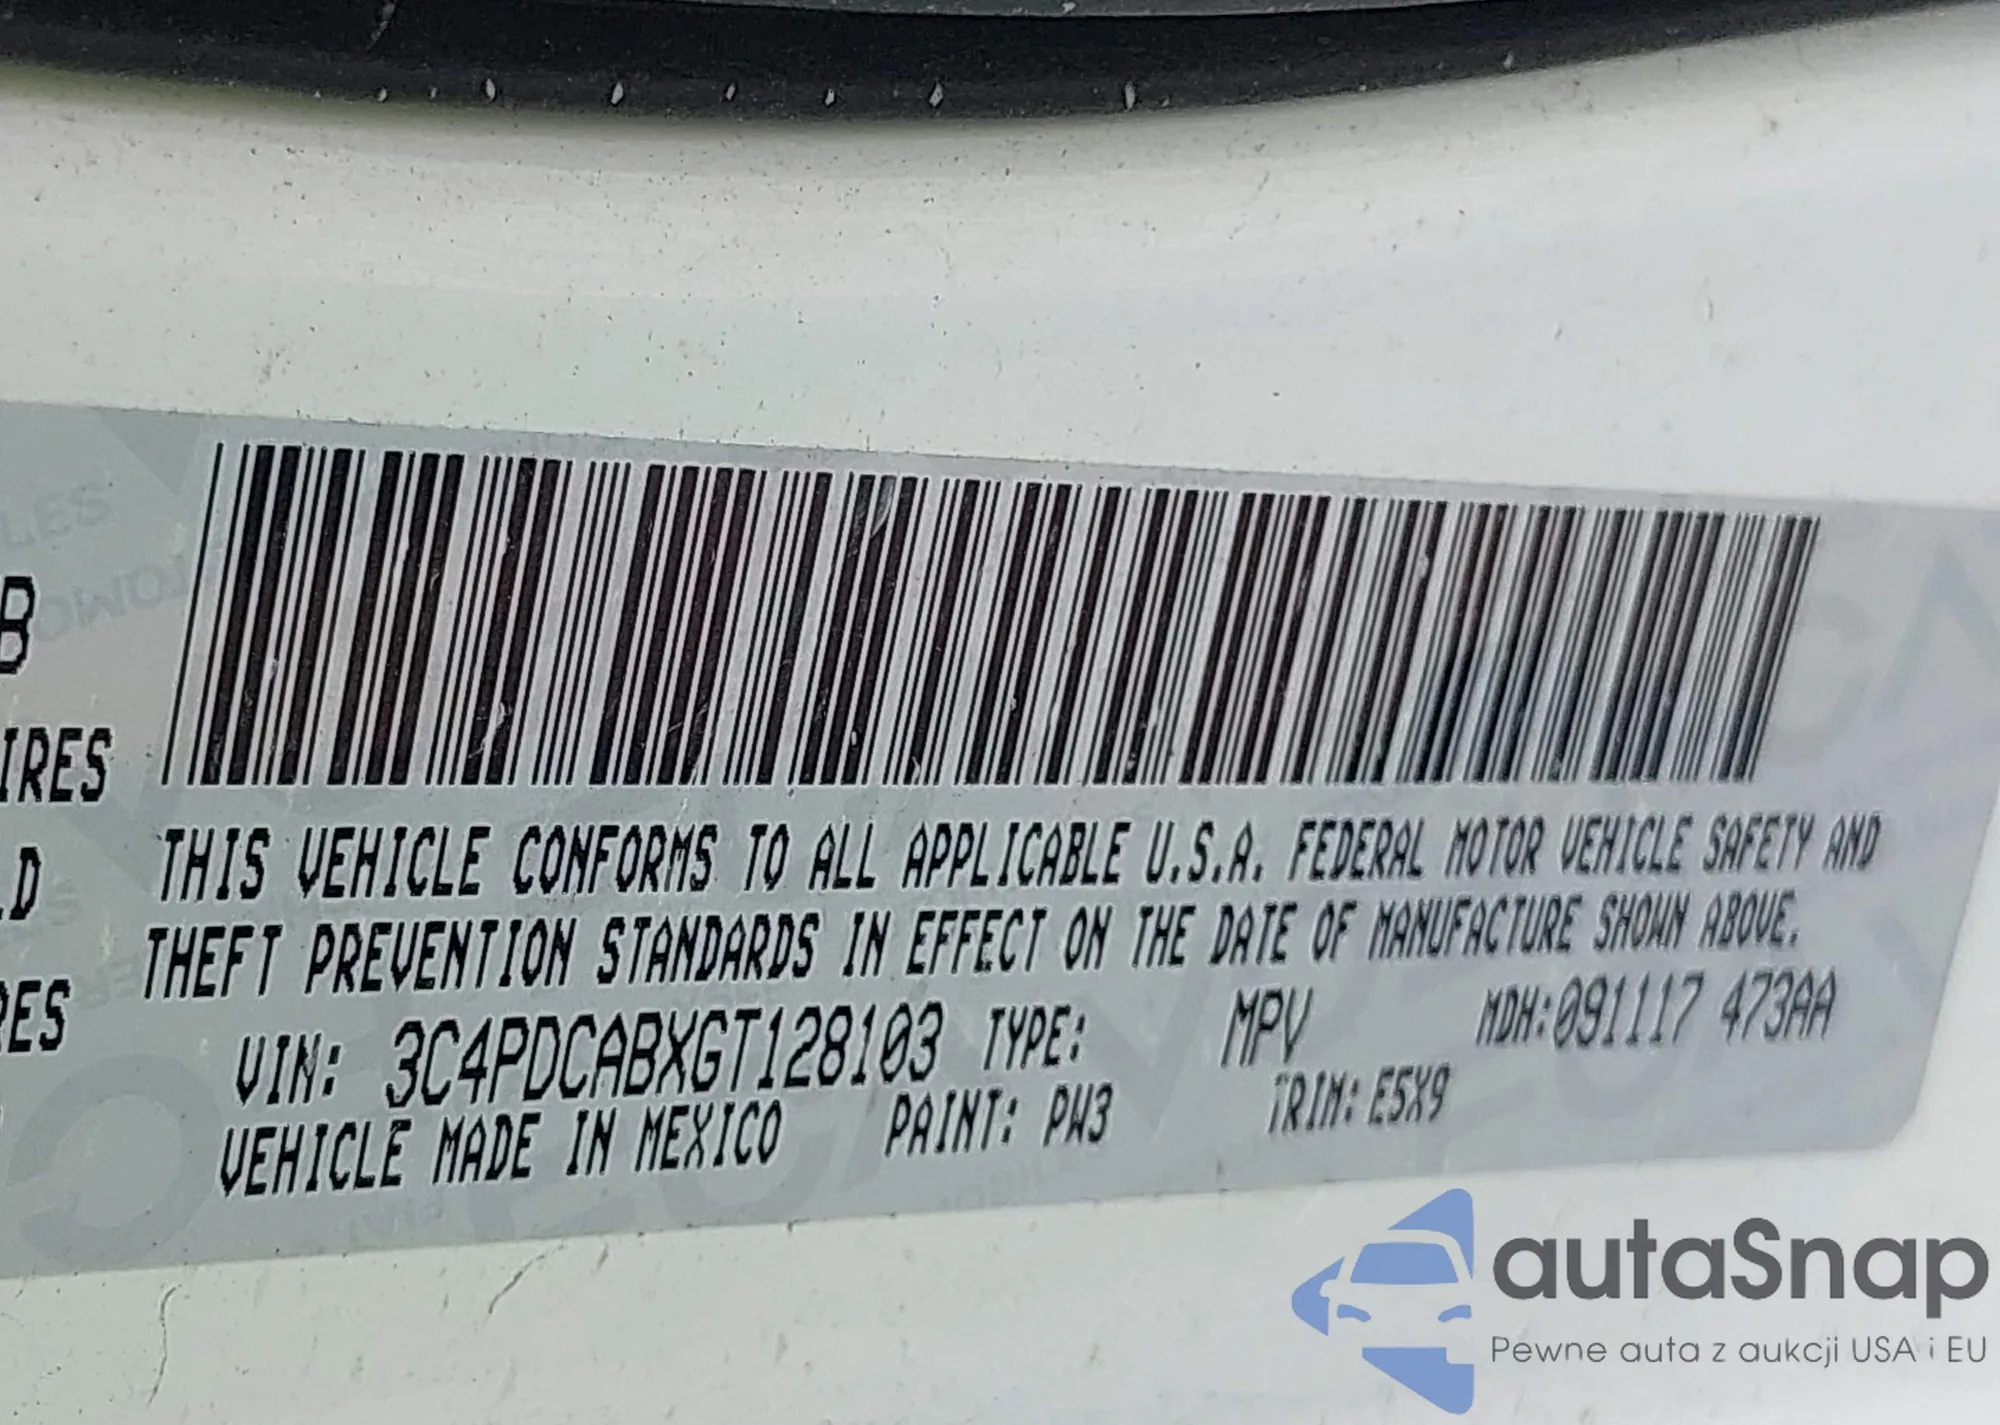 B
IRES
LD
RES
THIS VEHICLE CONFORMS TO ALL APPLICABLE U.S.A. FEDERAL MOTOR VEHICLE SAFETY AND
THEFT PREVENTION STANDARDS IN EFFECT ON THE DATE OF MANUFACTURE SHOWN ABOVE.
VIN: 3C4PDCABXGT128103 TYPE: MPV MDH:091117 473AA
VEHICLE MADE IN MEXICO PAINT: PW3 TRIM: E5X9
autaSnap
Pewne auta z aukcji USA i EU